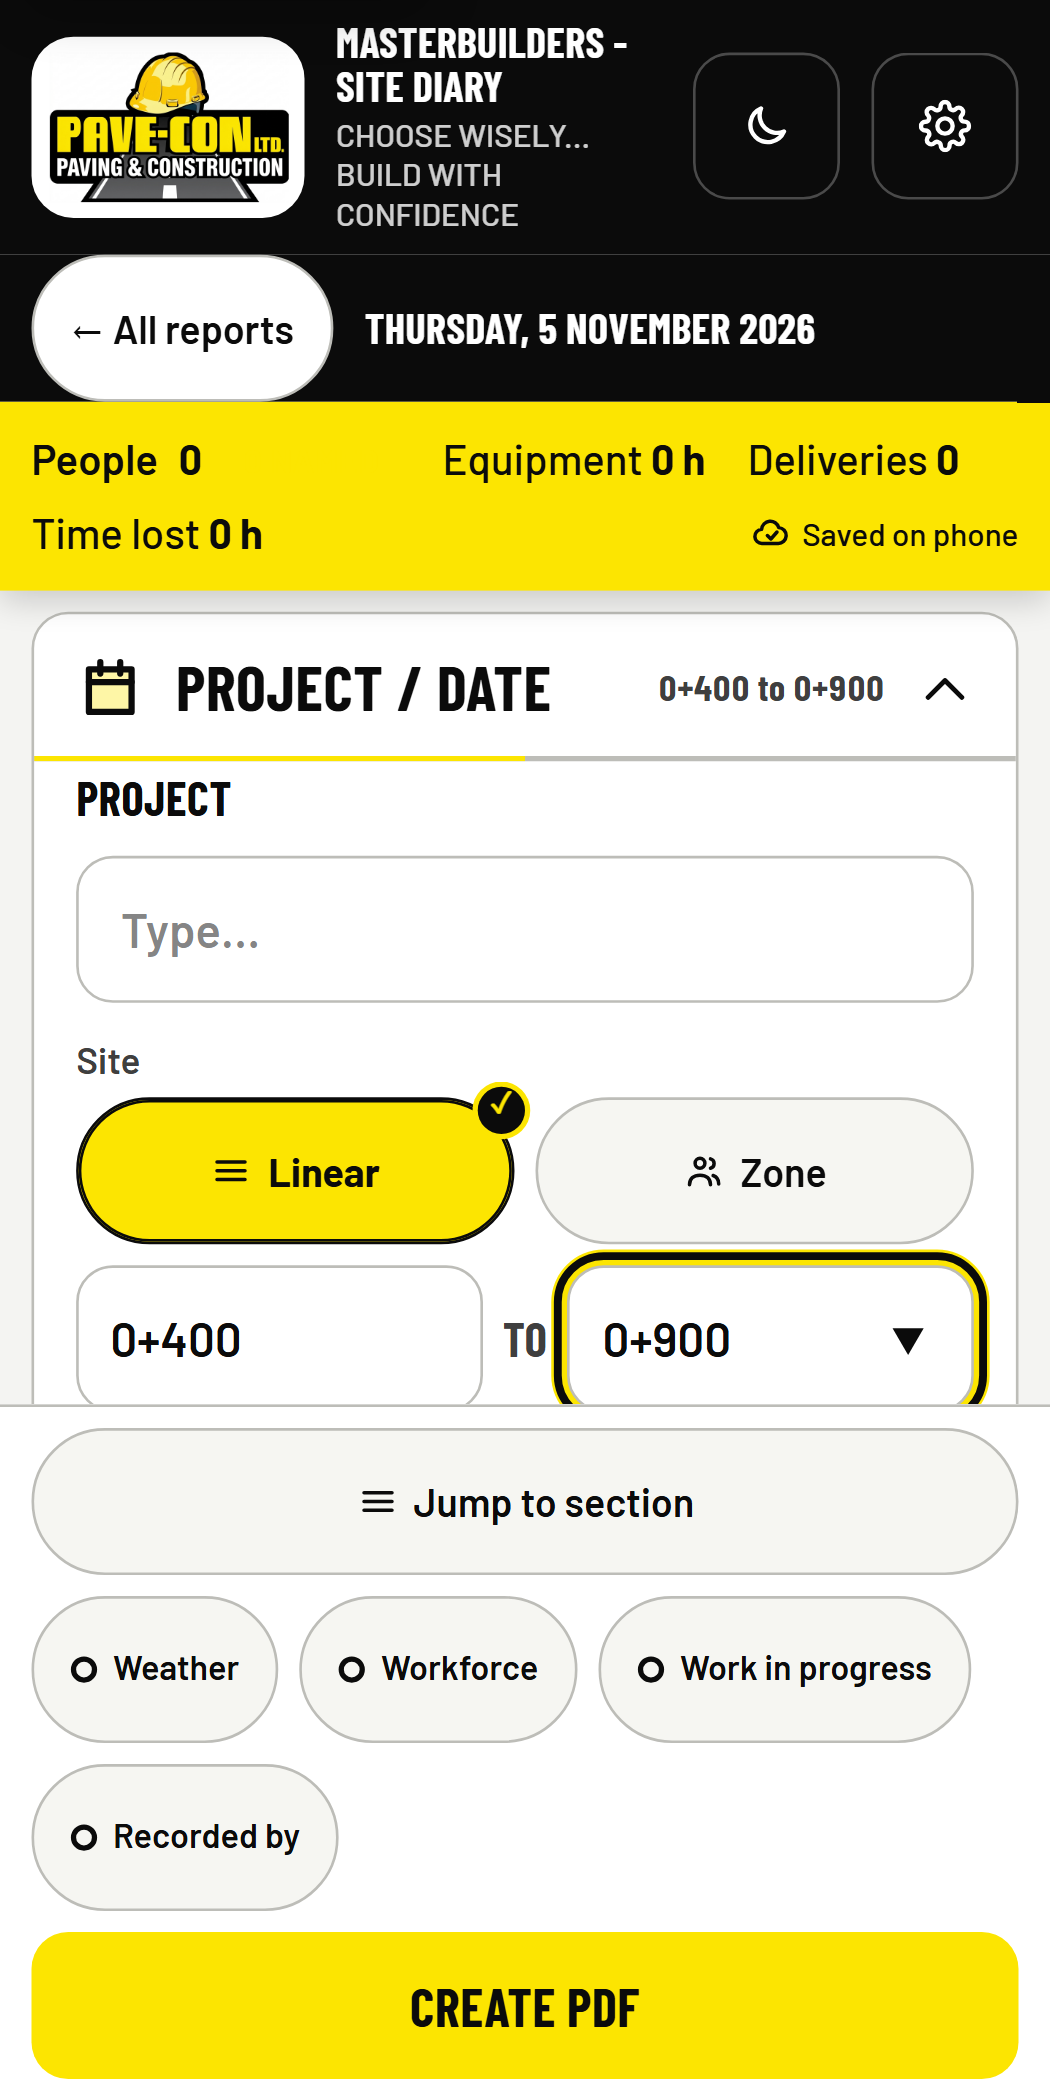 PAVE-CON LTD.
PAVING & CONSTRUCTION
MASTERBUILDERS -
SITE DIARY
CHOOSE WISELY...
BUILD WITH
CONFIDENCE
← All reports
THURSDAY, 5 NOVEMBER 2026
People 0 Equipment 0 h Deliveries 0
Time lost 0 h Saved on phone
PROJECT / DATE 0+400 to 0+900
PROJECT
Type...
Site
Linear Zone
0+400 TO 0+900
Jump to section
Weather Workforce Work in progress
Recorded by
CREATE PDF